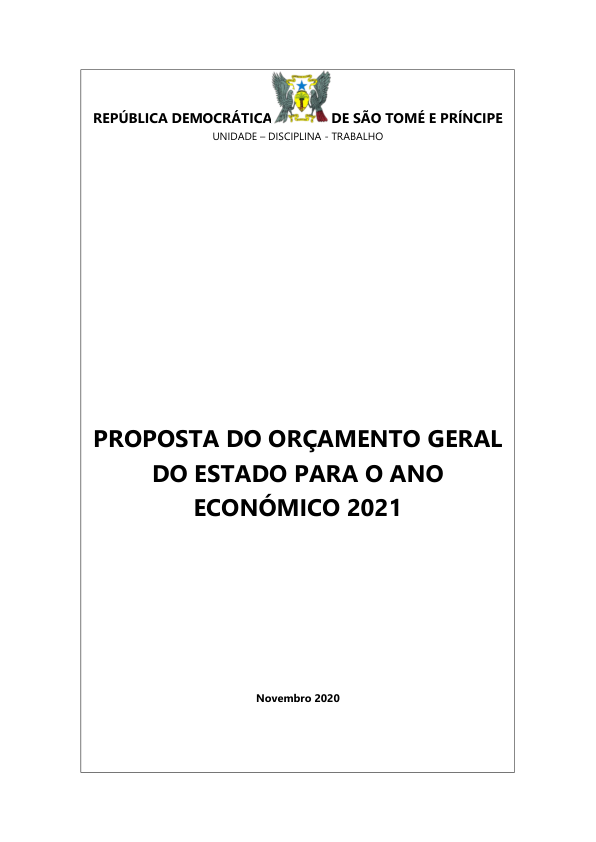 REPÚBLICA DEMOCRÁTICA DE SÃO TOMÉ E PRÍNCIPE
UNIDADE – DISCIPLINA - TRABALHO
PROPOSTA DO ORÇAMENTO GERAL
DO ESTADO PARA O ANO
ECONÓMICO 2021
Novembro 2020